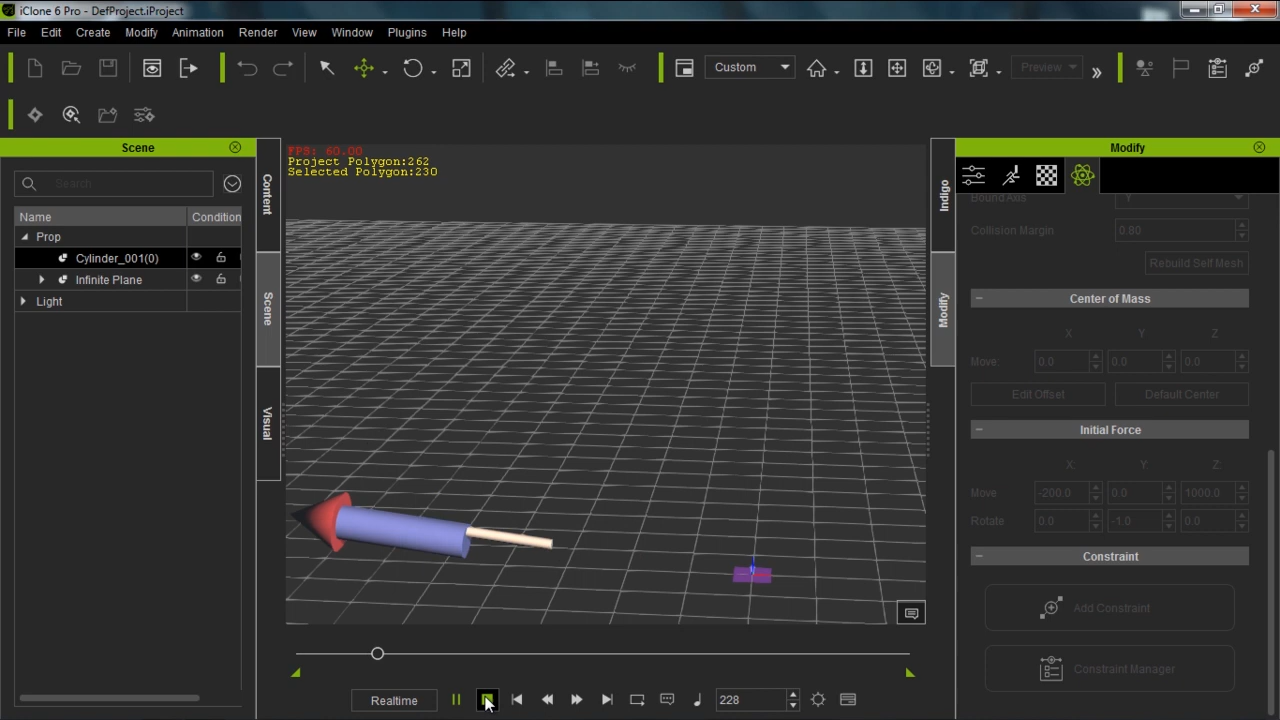 iClone 6 Pro - DefProject.iProject
File Edit Create Modify Animation Render View Window Plugins Help
Custom
Preview
Scene
Search
Name Condition
Prop
Cylinder_001(0)
Infinite Plane
Light
Content
Scene
Visual
FPS: 60.00
Project Polygon:262
Selected Polygon:230
Indigo
Modify
Realtime
228
Modify
Bound Axis Y
Collision Margin 0.80
Rebuild Self Mesh
Center of Mass
X Y Z
Move: 0.0 0.0 0.0
Edit Offset Default Center
Initial Force
X: Y: Z:
Move -200.0 0.0 1000.0
Rotate 0.0 -1.0 0.0
Constraint
Add Constraint
Constraint Manager